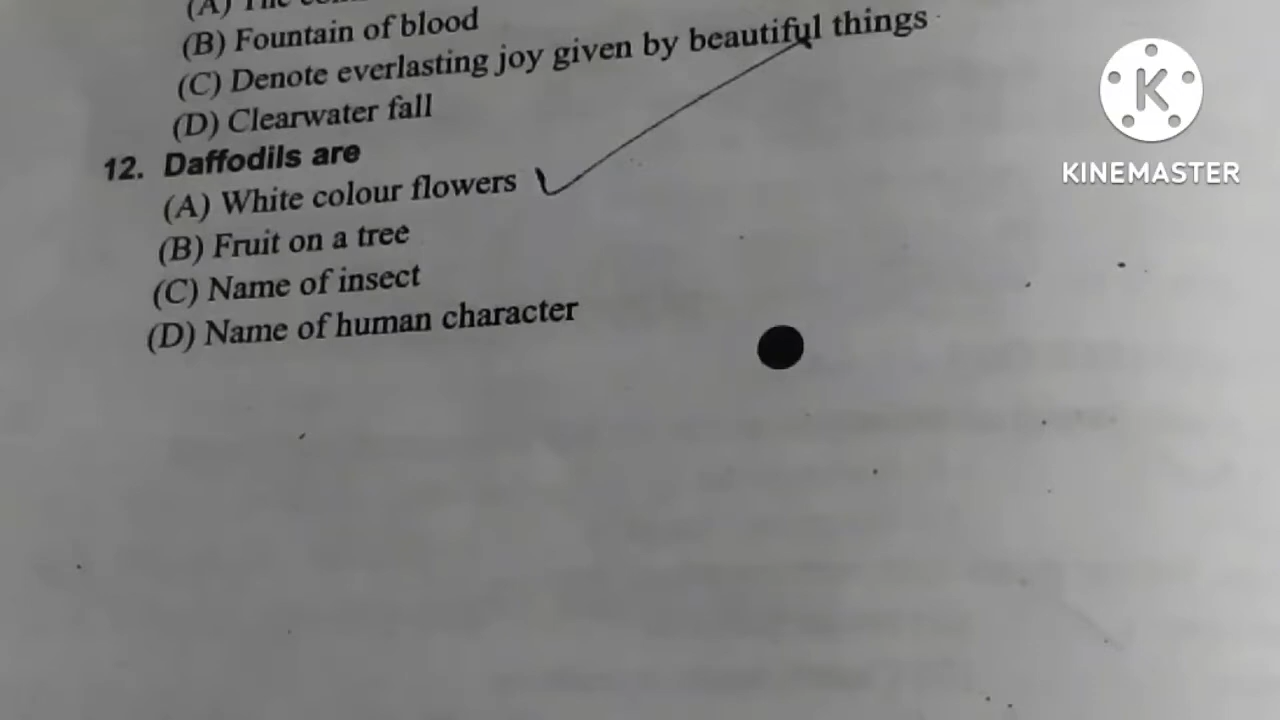 (A) The
(B) Fountain of blood
(C) Denote everlasting joy given by beautiful things
(D) Clearwater fall
12. Daffodils are
(A) White colour flowers
(B) Fruit on a tree
(C) Name of insect
(D) Name of human character
K
KINEMASTER